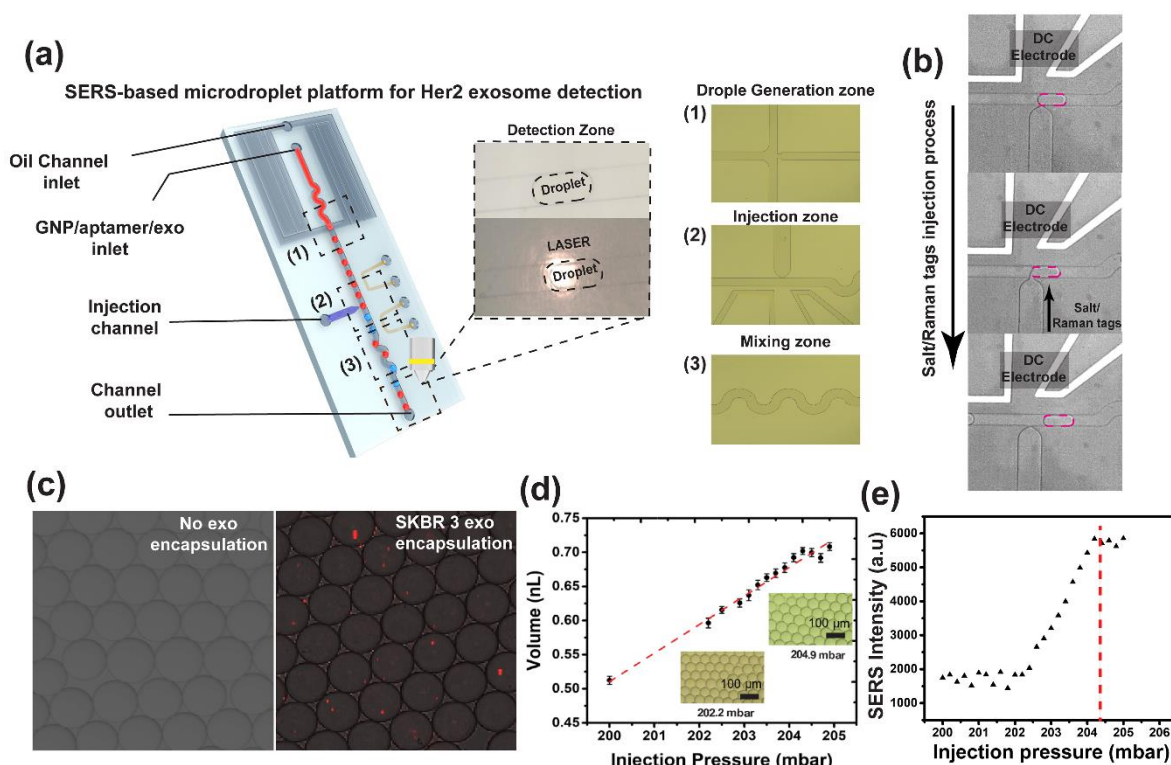 (a)
SERS-based microdroplet platform for Her2 exosome detection
Oil Channel
inlet
GNP/aptamer/exo
inlet
Injection
channel
Channel
outlet
(1)
(2)
(3)
Detection Zone
Droplet
LASER
Droplet
Drople Generation zone
(1)
Injection zone
(2)
Mixing zone
(3)
(b)
Salt/Raman tags injection process
DC
Electrode
DC
Electrode
Salt/
Raman tags
DC
Electrode
(c)
No exo
encapsulation
SKBR 3 exo
encapsulation
(d)
Volume (nL)
0.75
0.70
0.65
0.60
0.55
0.50
0.45
100 µm
204.9 mbar
100 µm
202.2 mbar
200 201 202 203 204 205
Injection Pressure (mbar)
(e)
SERS Intensity (a.u)
6000
5000
4000
3000
2000
1000
200 201 202 203 204 205 206
Injection pressure (mbar)